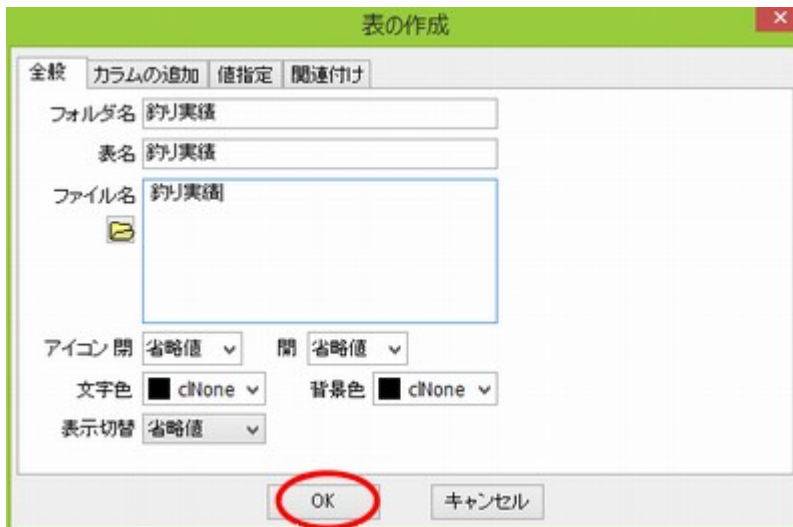 表の作成
全般 カラムの追加 値指定 関連付け
フォルダ名 釣り実績
表名 釣り実績
ファイル名 釣り実績
アイコン 閉 省略値 開 省略値
文字色 clNone 背景色 clNone
表示切替 省略値
OK キャンセル